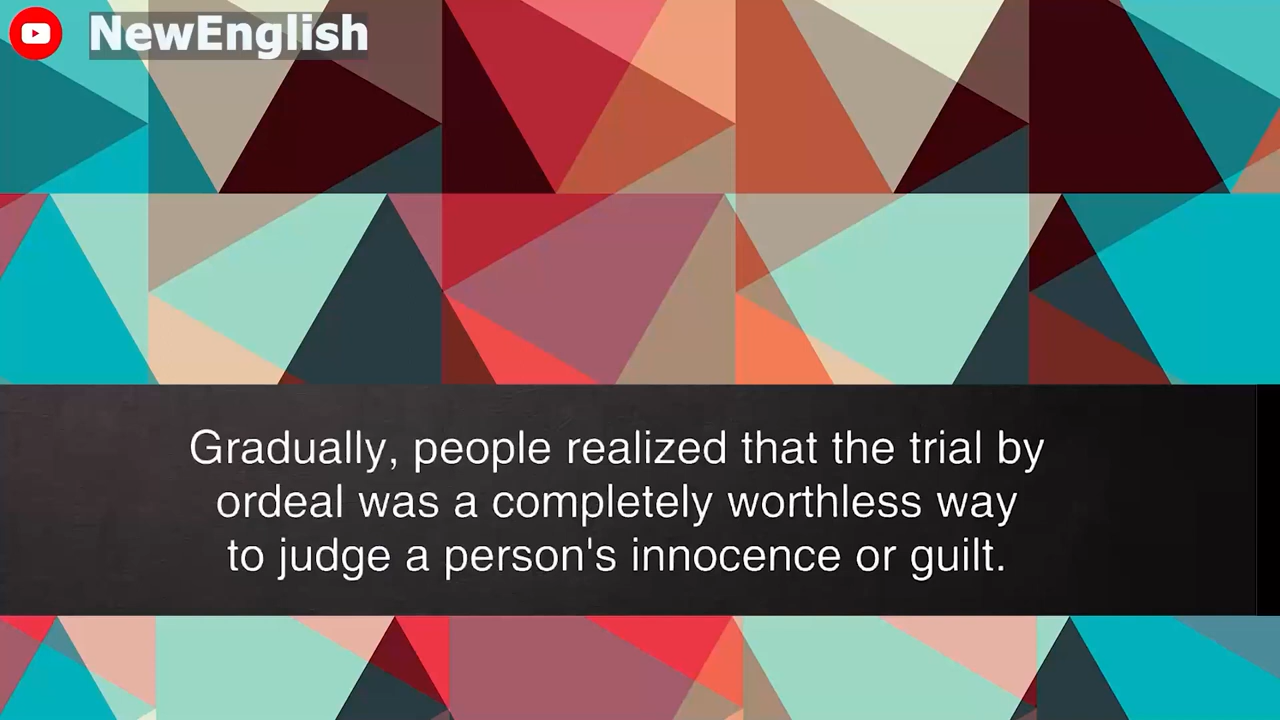 NewEnglish
Gradually, people realized that the trial by
ordeal was a completely worthless way
to judge a person's innocence or guilt.